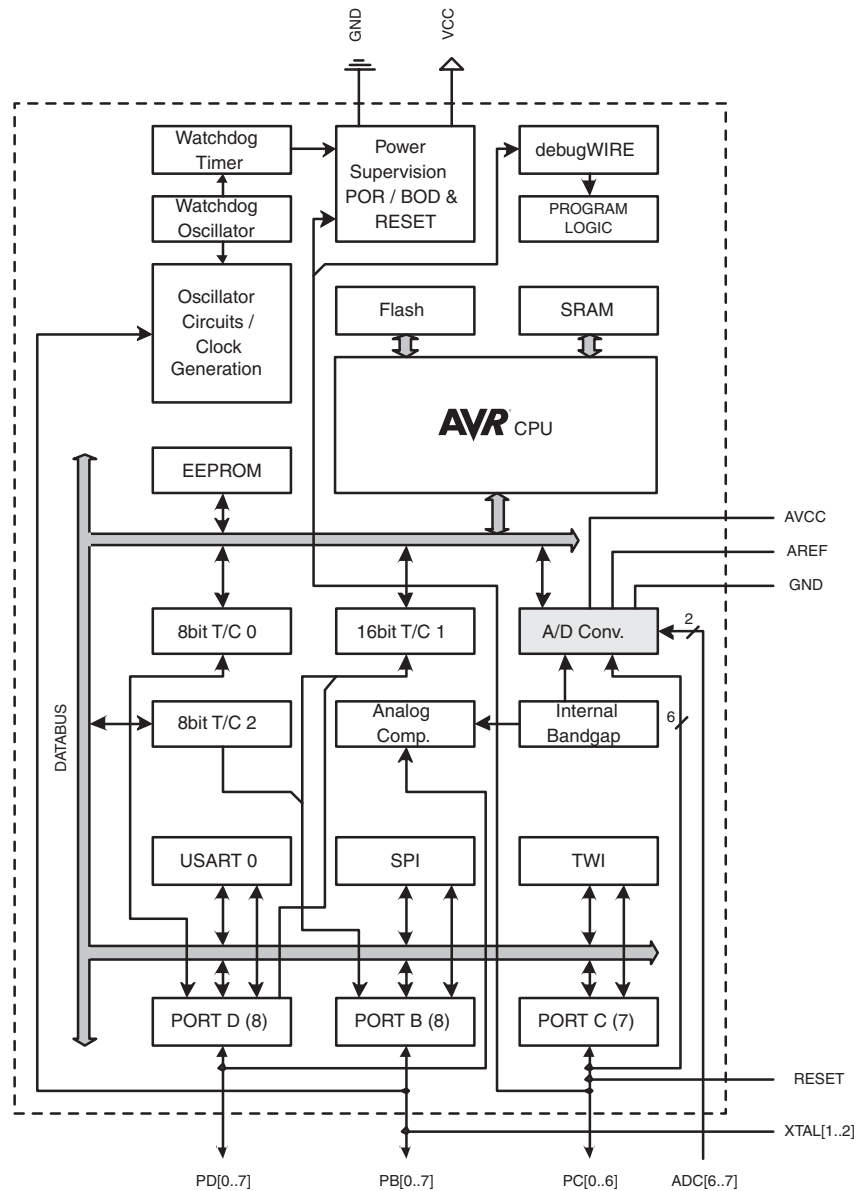 GND
VCC
Watchdog
Timer
Power
Supervision
POR / BOD &
RESET
debugWIRE
Watchdog
Oscillator
PROGRAM
LOGIC
Oscillator
Circuits /
Clock
Generation
Flash
SRAM
AVR CPU
EEPROM
AVCC
AREF
GND
8bit T/C 0
16bit T/C 1
A/D Conv.
2
8bit T/C 2
Analog
Comp.
Internal
Bandgap
6
DATABUS
USART 0
SPI
TWI
PORT D (8)
PORT B (8)
PORT C (7)
RESET
XTAL[1..2]
PD[0..7]
PB[0..7]
PC[0..6]
ADC[6..7]